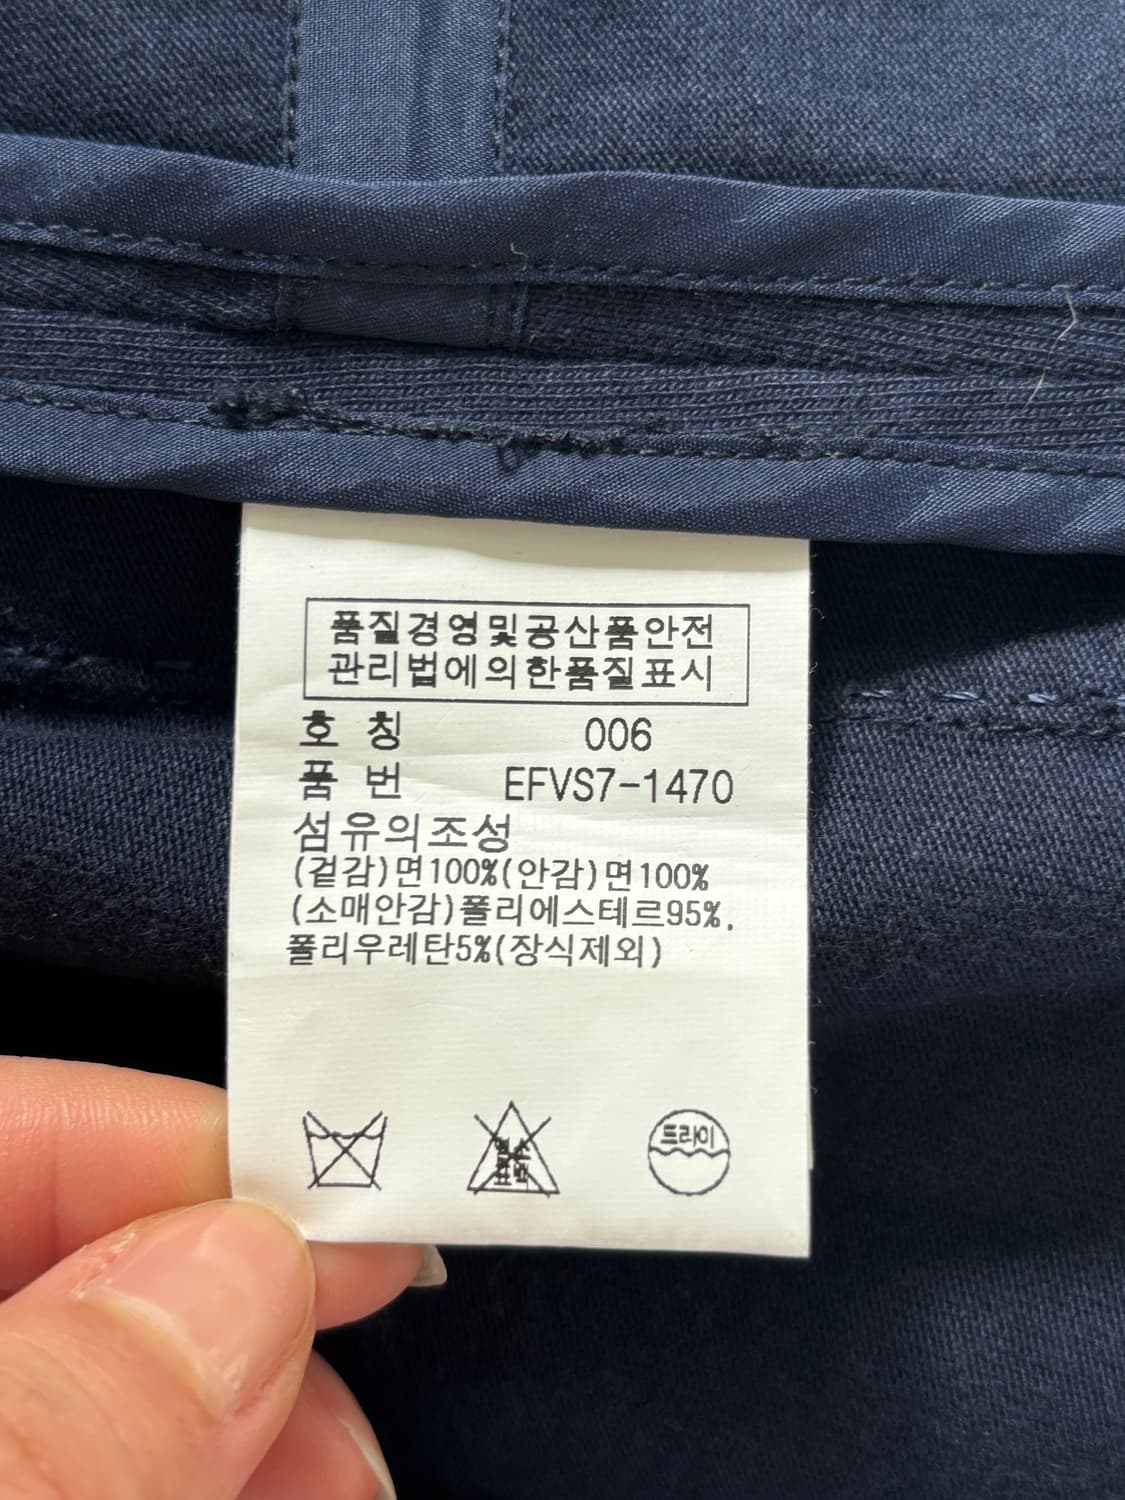 품질경영및공산품안전
관리법에의한품질표시
호 칭 006
품 번 EFVS7-1470
섬유의조성
(겉감)면100%(안감)면100%
(소매안감)폴리에스테르95%,
폴리우레탄5%(장식제외)
드라이